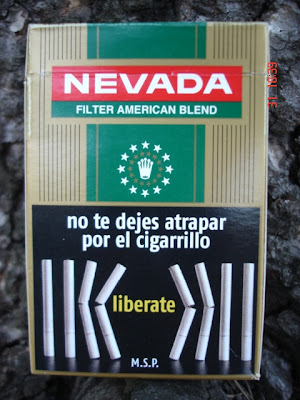 NEVADA
FILTER AMERICAN BLEND
no te dejes atrapar
por el cigarrillo
liberate
M.S.P.